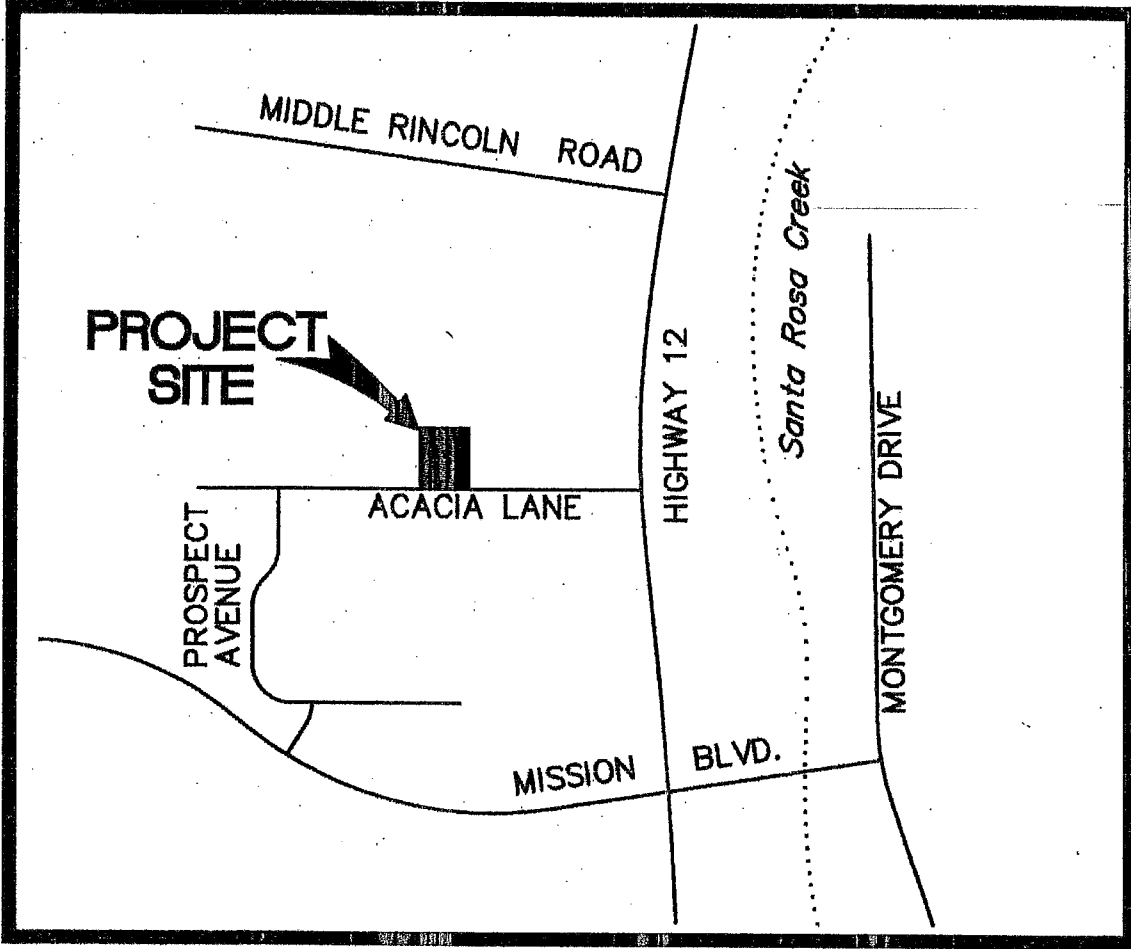 MIDDLE RINCOLN ROAD
PROJECT
SITE
HIGHWAY 12
Santa Rosa Creek
ACACIA LANE
PROSPECT
AVENUE
MONTGOMERY DRIVE
MISSION BLVD.